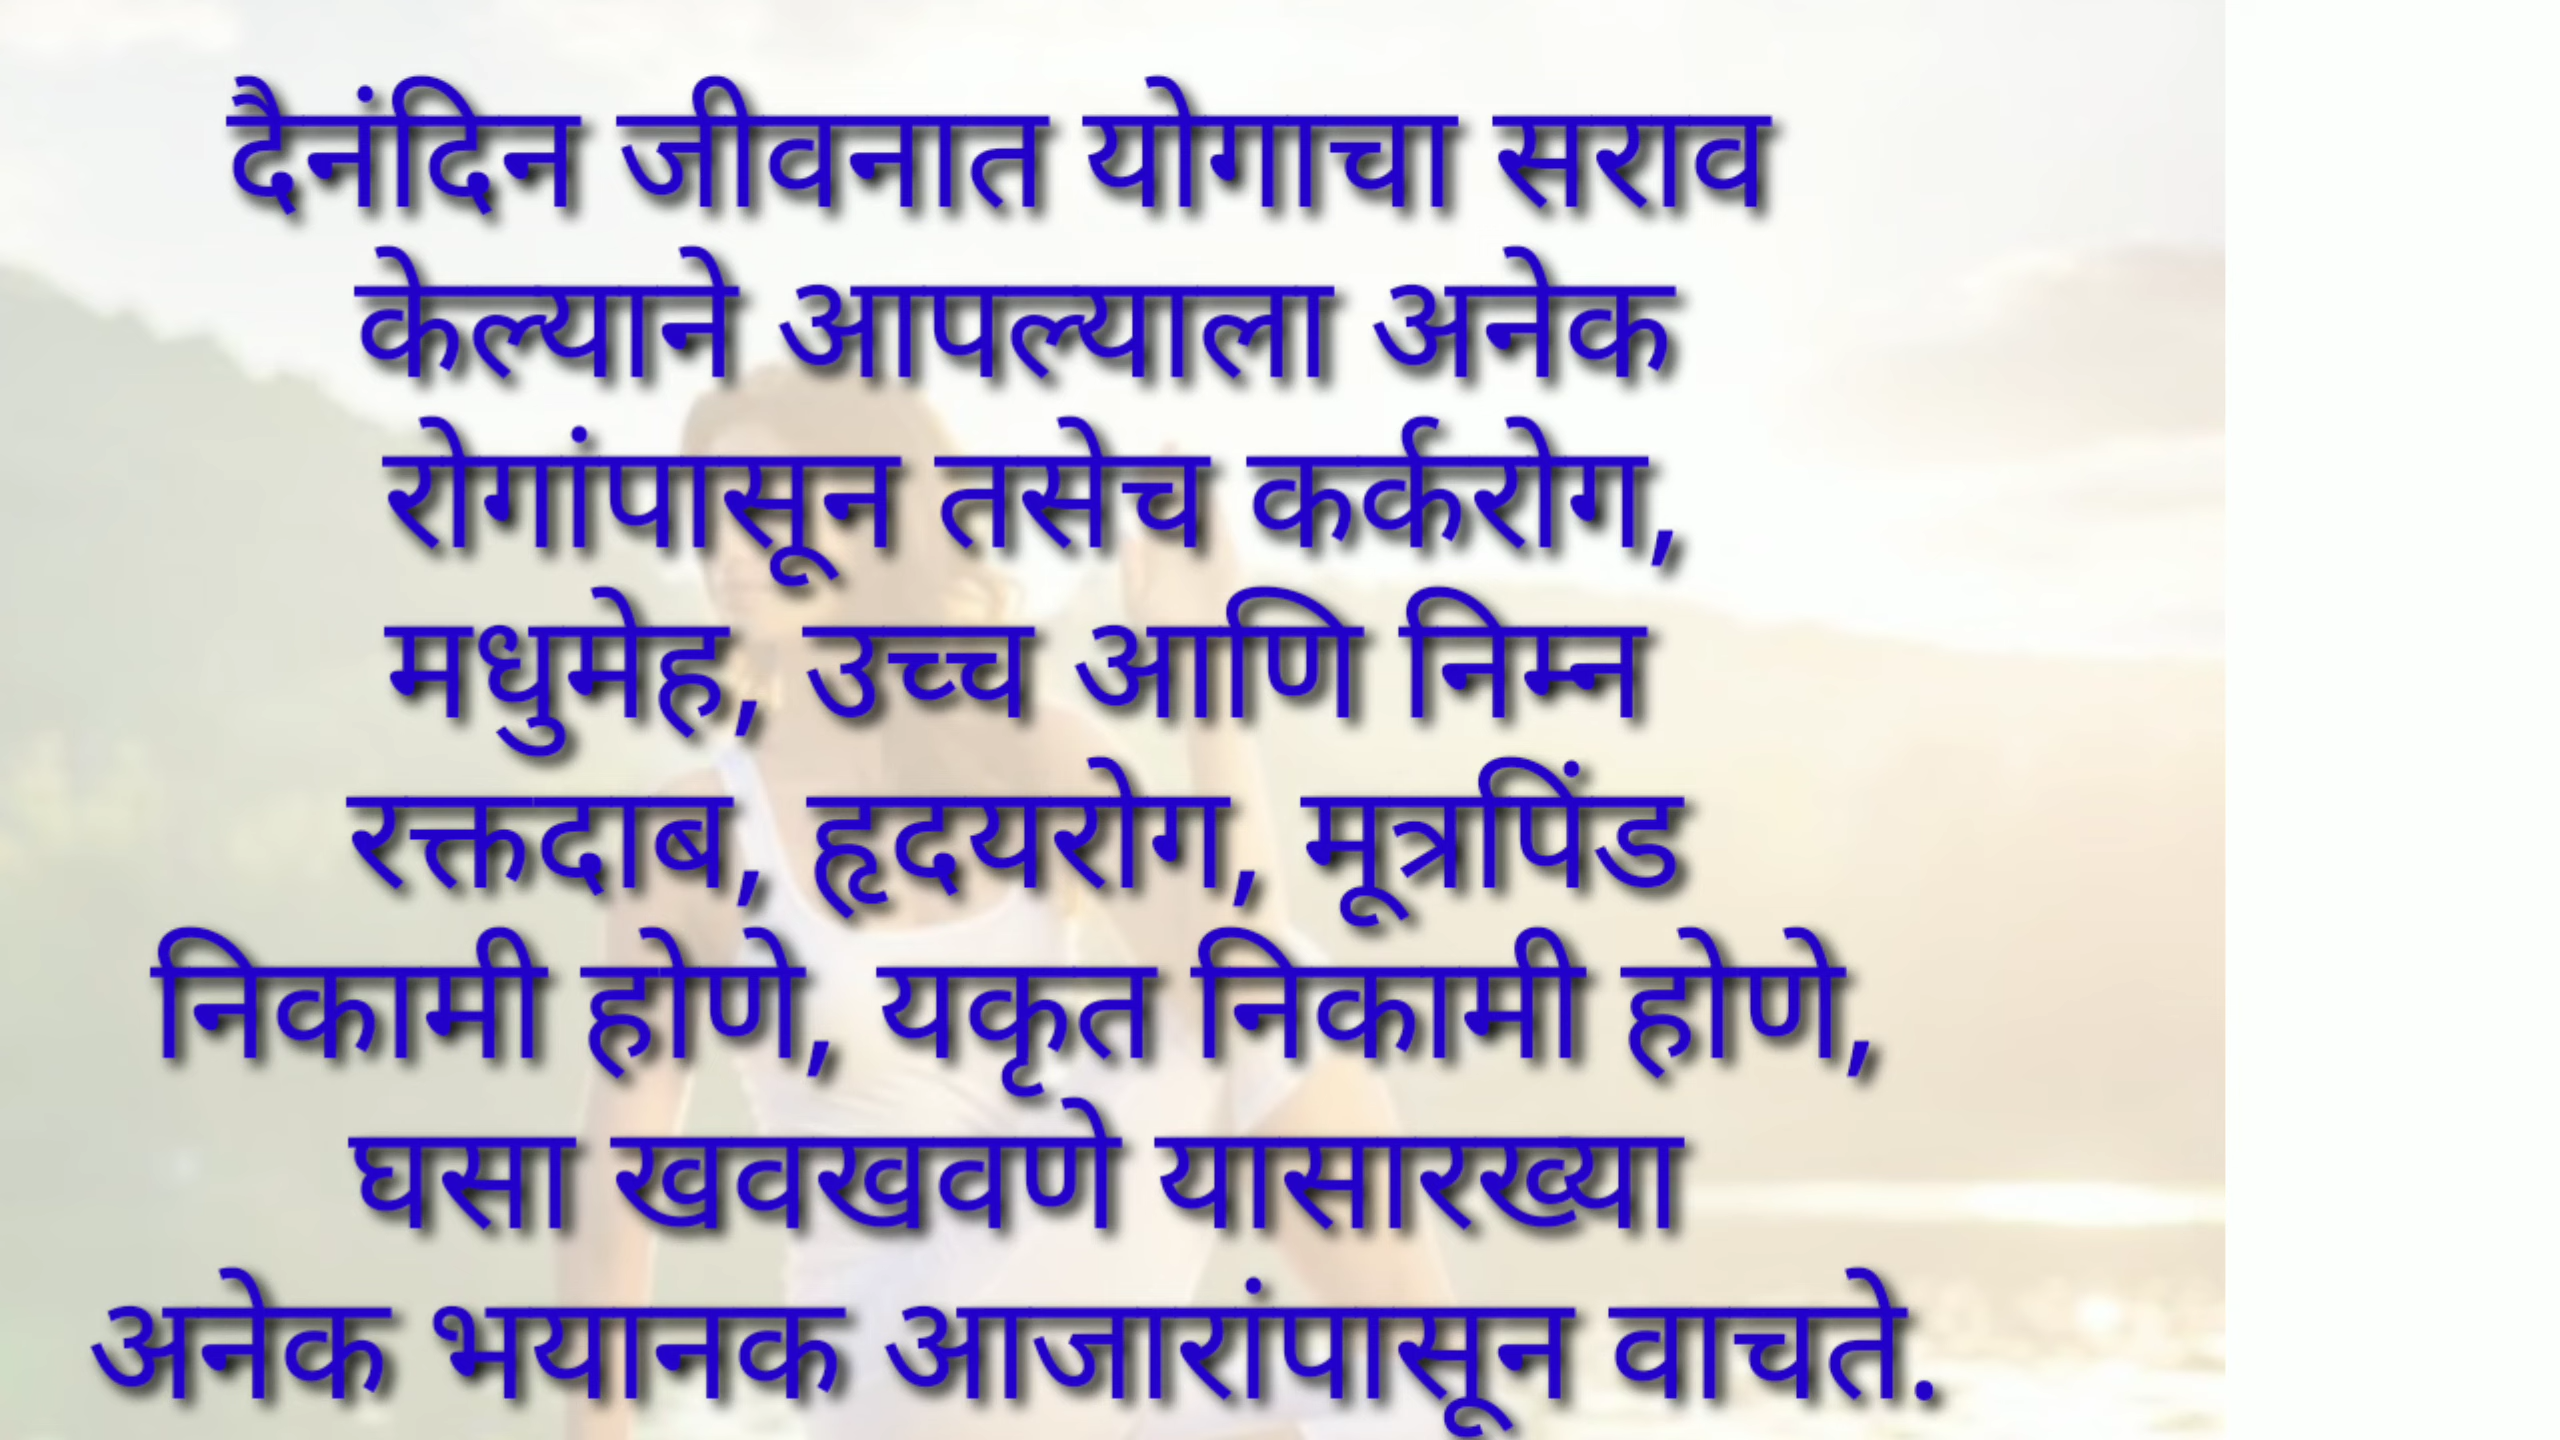 दैनंदिन जीवनात योगाचा सराव
केल्याने आपल्याला अनेक
रोगांपासून तसेच कर्करोग,
मधुमेह, उच्च आणि निम्न
रक्तदाब, हृदयरोग, मूत्रपिंड
निकामी होणे, यकृत निकामी होणे,
घसा खवखवणे यासारख्या
अनेक भयानक आजारांपासून वाचते.